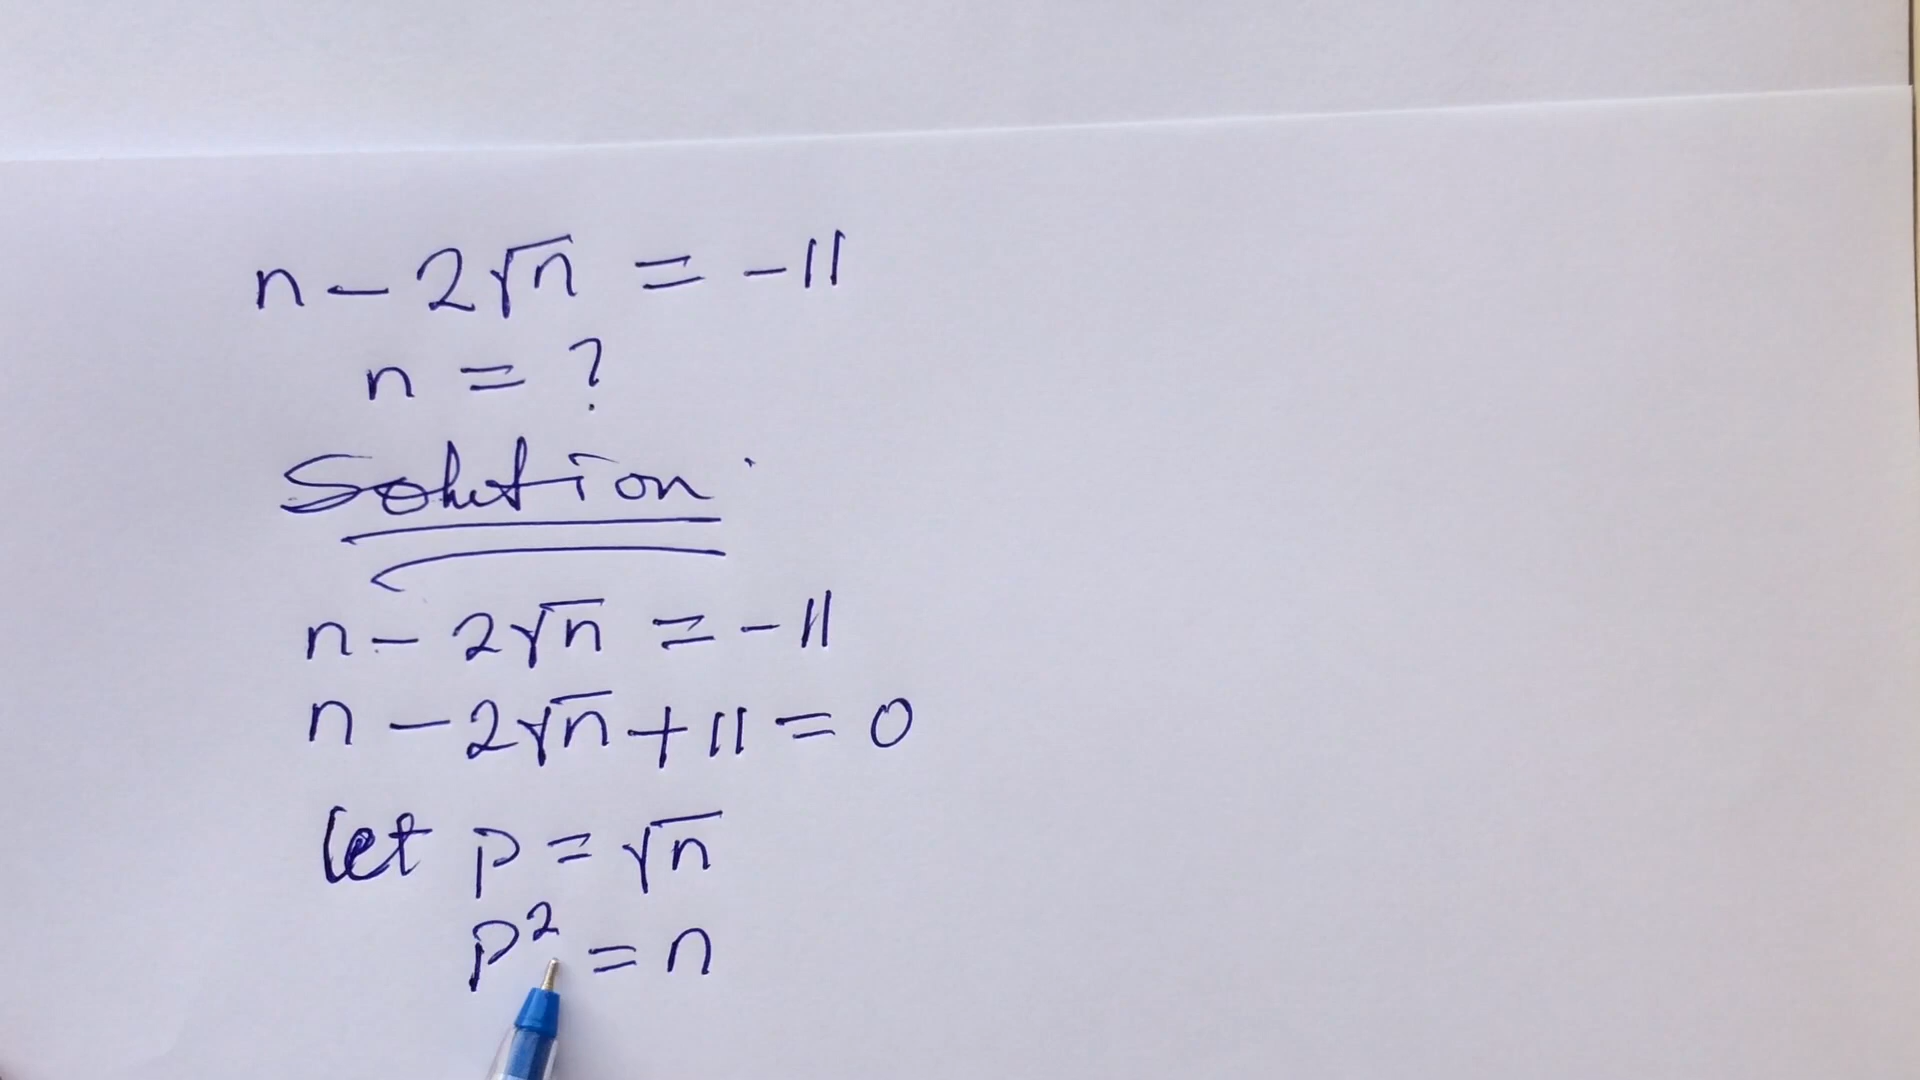 n - 2√n = -11
n = ?
Solution
n - 2√n = -11
n - 2√n + 11 = 0
let p = √n
p² = n